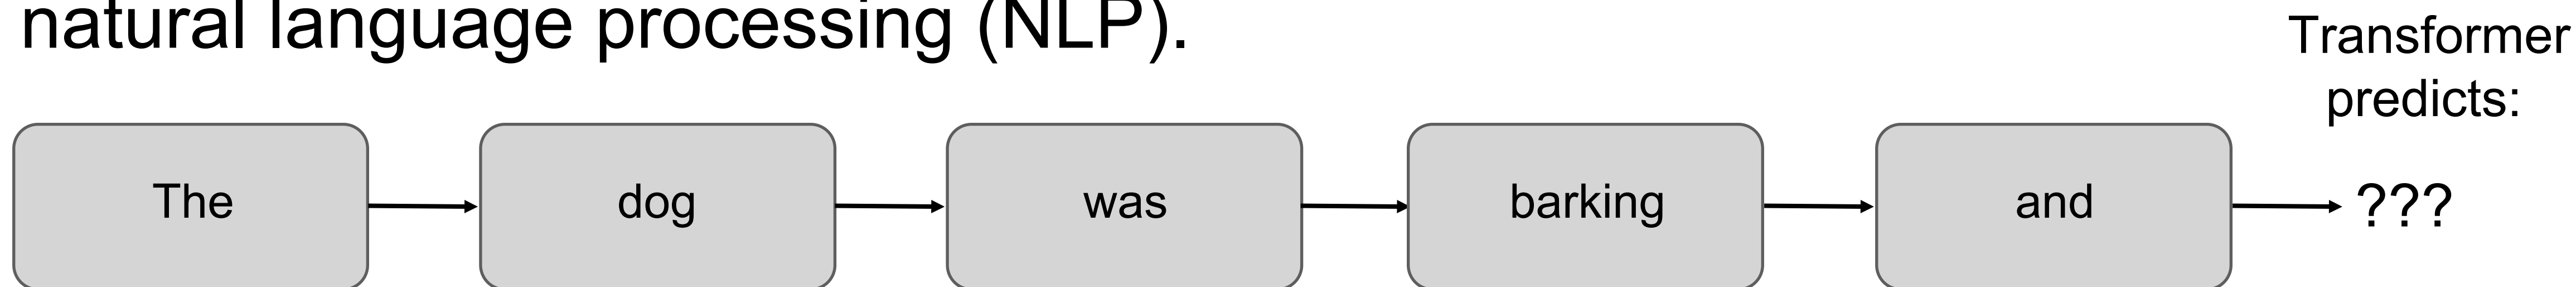 natural language processing (NLP).
Transformer
predicts:
The dog was barking and ???